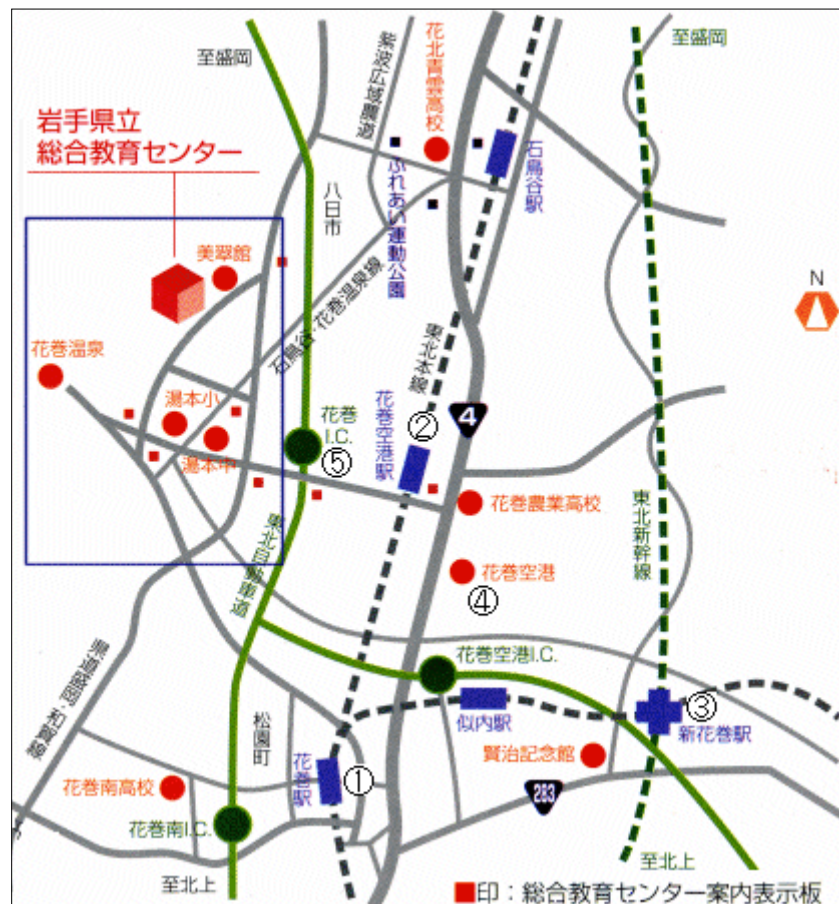 至盛岡
紫波広域農道
花北青雲高校
至盛岡
岩手県立
総合教育センター
石鳥谷駅
八日市
ふれあい運動公園
美翠館
石鳥谷・花巻温泉線
N
花巻温泉
東北本線
湯本小
湯本中
花巻
I.C.
⑤
花巻空港駅
②
4
花巻農業高校
東北新幹線
東北自動車道
花巻空港
④
県道盛岡・和賀線
花巻空港I.C.
似内駅
③
新花巻駅
松園町
花巻駅
①
賢治記念館
花巻南高校
283
花巻南I.C.
至北上
至北上
■印：総合教育センター案内表示板